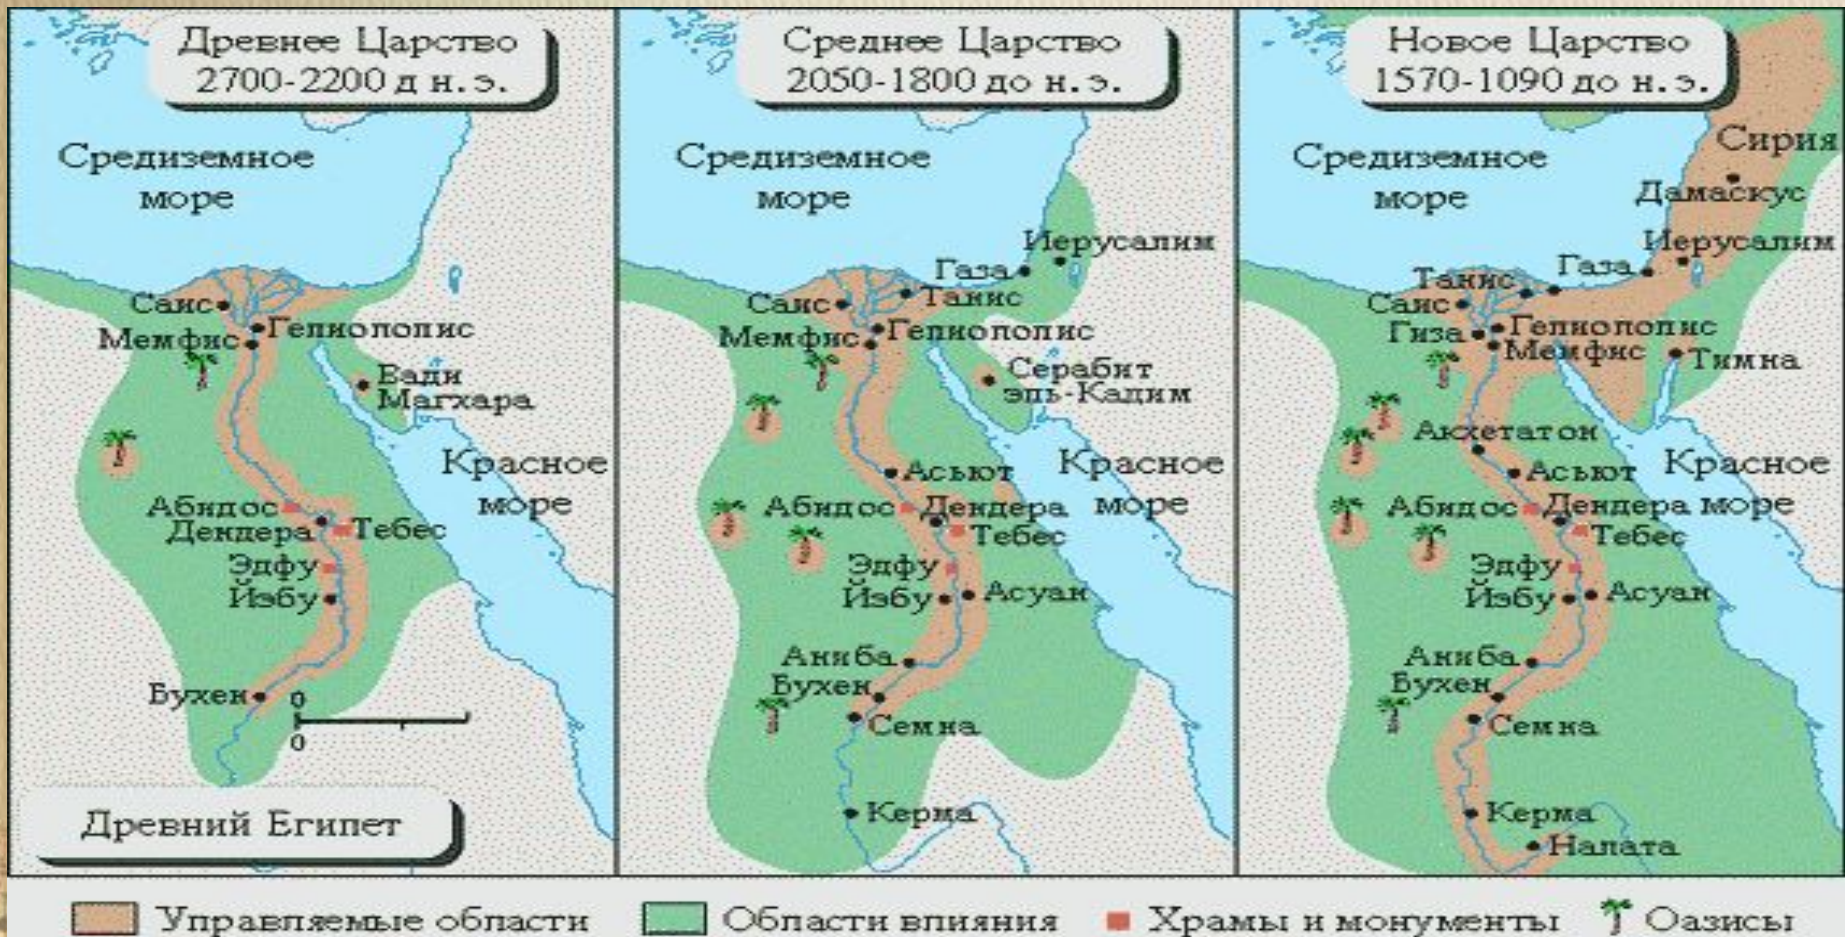 Древнее Царство
2700-2200 д н. э.
Средиземное
море
Саис
Гелиополис
Мемфис
Вади
Магхара
Красное
море
Абидос
Дендера
Тебес
Эдфу
Йэбу
Бухен
0
0
Древний Египет
Среднее Царство
2050-1800 до н. э.
Средиземное
море
Иерусалим
Газа
Танис
Саис
Гелиополис
Мемфис
Серабит
эль-Кадим
Красное
море
Асьют
Абидос
Дендера
Тебес
Эдфу
Йэбу
Асуан
Аниба
Бухен
Семна
Керма
Новое Царство
1570-1090 до н. э.
Сирия
Дамаскус
Средиземное
море
Иерусалим
Газа
Танис
Саис
Гиза
Гелиополис
Мемфис
Тимна
Акхетатон
Асьют
Красное
море
Абидос
Дендера
Тебес
Эдфу
Йэбу
Асуан
Аниба
Бухен
Семна
Керма
Напата
Управляемые области
Области влияния
Храмы и монументы
Оазисы